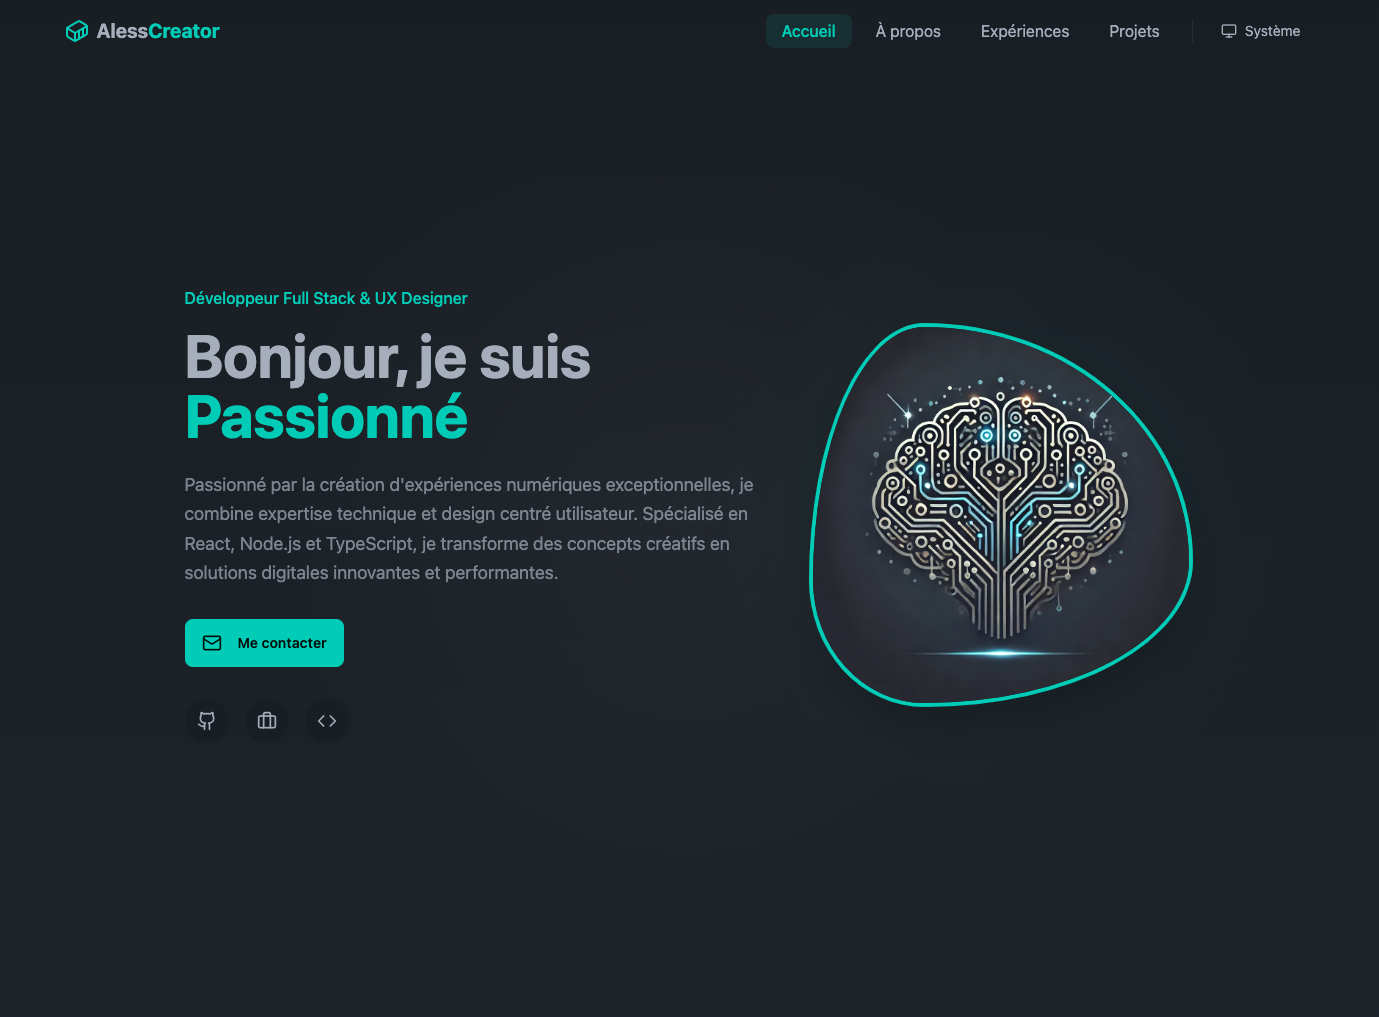 AlessCreator
Accueil
À propos
Expériences
Projets
Système
Développeur Full Stack & UX Designer
Bonjour, je suis
Passionné
Passionné par la création d'expériences numériques exceptionnelles, je
combine expertise technique et design centré utilisateur. Spécialisé en
React, Node.js et TypeScript, je transforme des concepts créatifs en
solutions digitales innovantes et performantes.
Me contacter